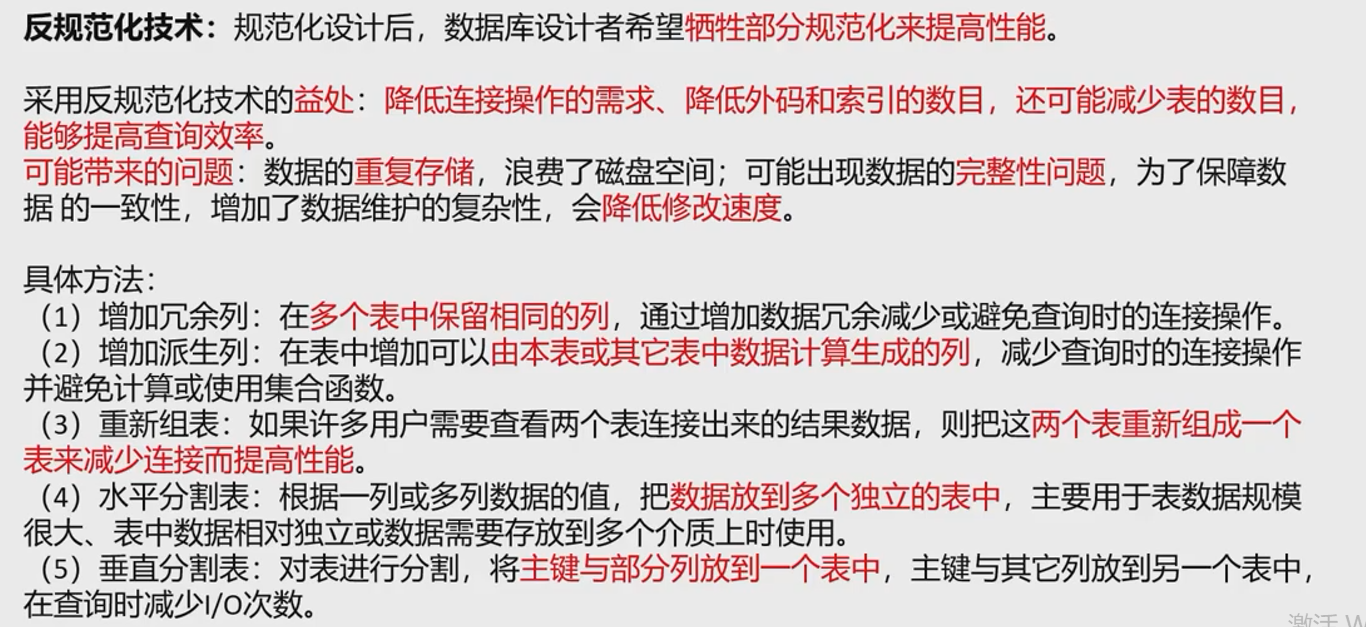 反规范化技术：规范化设计后，数据库设计者希望牺牲部分规范化来提高性能。
采用反规范化技术的益处：降低连接操作的需求、降低外码和索引的数目，还可能减少表的数目，
能够提高查询效率。
可能带来的问题：数据的重复存储，浪费了磁盘空间；可能出现数据的完整性问题，为了保障数
据 的一致性，增加了数据维护的复杂性，会降低修改速度。
具体方法：
（1）增加冗余列：在多个表中保留相同的列，通过增加数据冗余减少或避免查询时的连接操作。
（2）增加派生列：在表中增加可以由本表或其它表中数据计算生成的列，减少查询时的连接操作
并避免计算或使用集合函数。
（3）重新组表：如果许多用户需要查看两个表连接出来的结果数据，则把这两个表重新组成一个
表来减少连接而提高性能。
（4）水平分割表：根据一列或多列数据的值，把数据放到多个独立的表中，主要用于表数据规模
很大、表中数据相对独立或数据需要存放到多个介质上时使用。
（5）垂直分割表：对表进行分割，将主键与部分列放到一个表中，主键与其它列放到另一个表中，
在查询时减少I/O次数。
激活 W